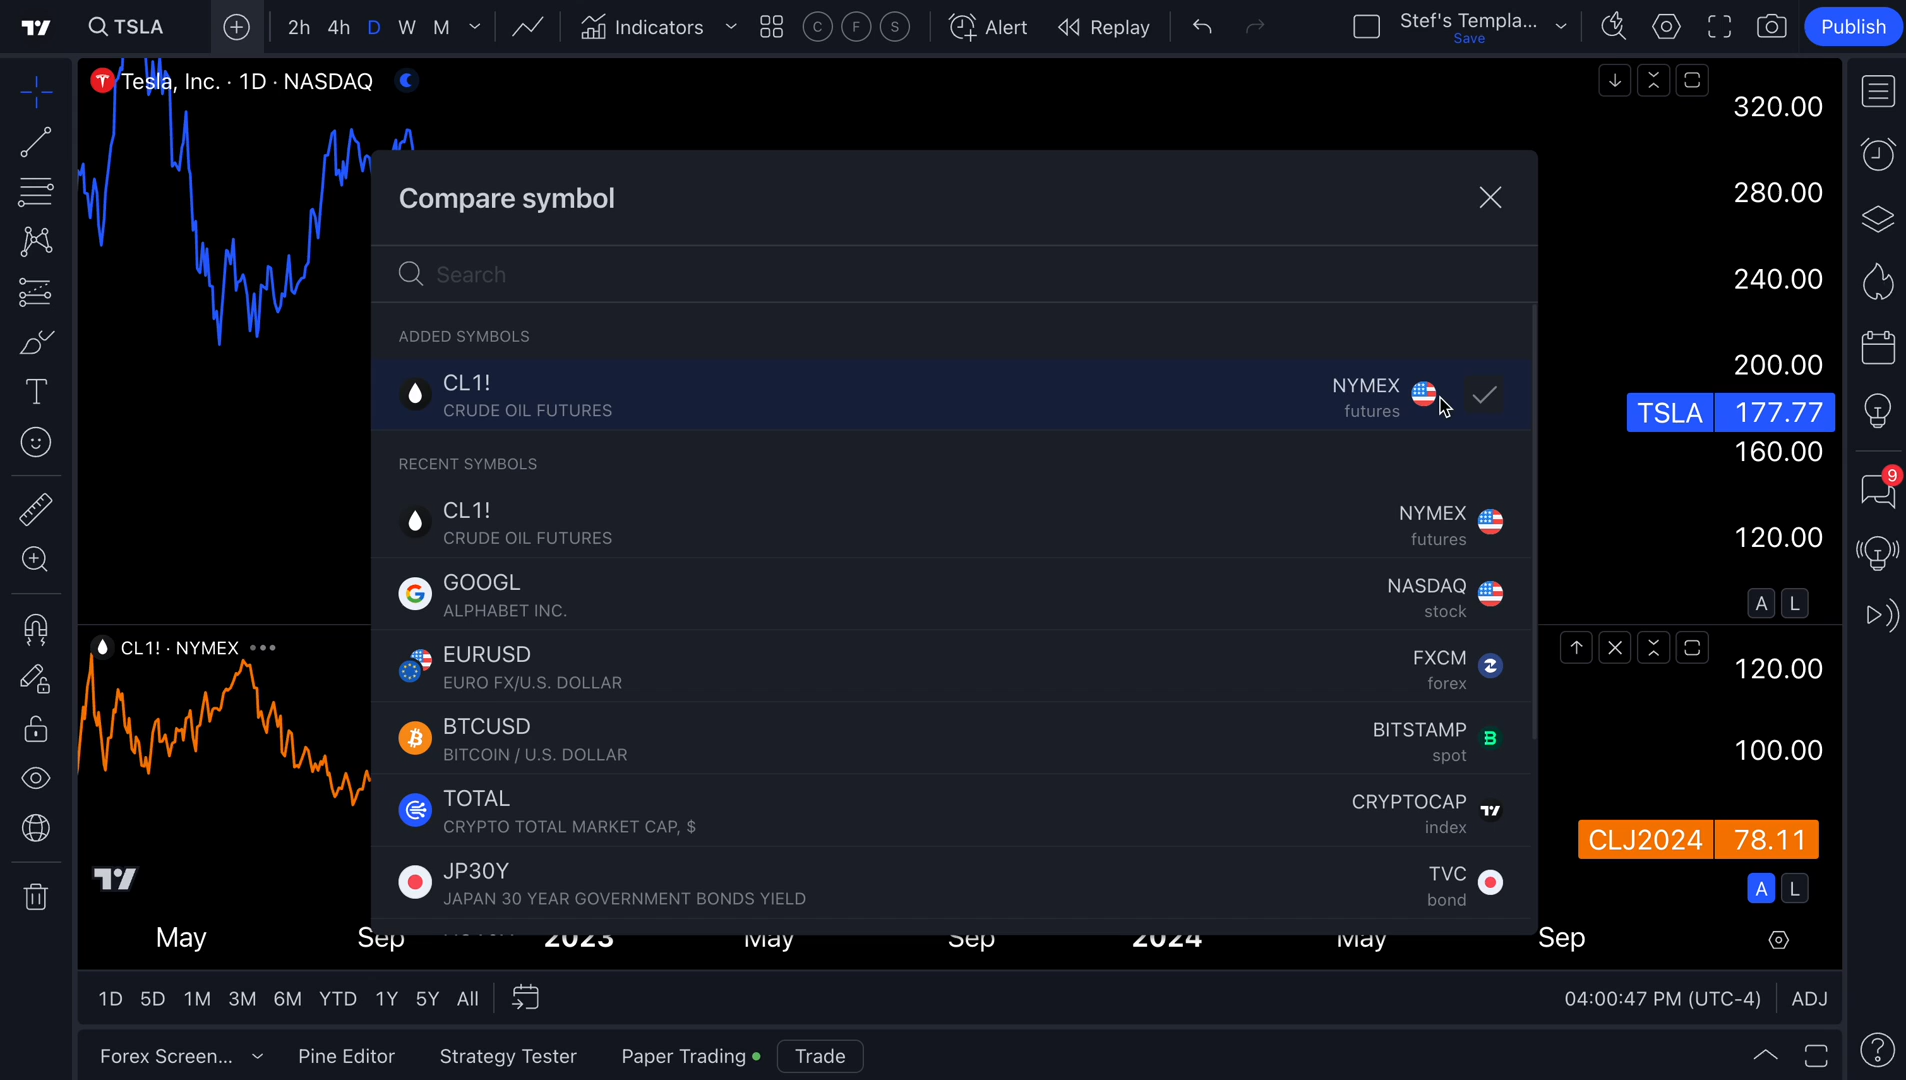 TSLA
2h 4h D W M Indicators C F S Alert Replay Stef's Templa...
Save
Publish
Tesla, Inc. · 1D · NASDAQ
320.00
280.00
240.00
200.00
TSLA 177.77
160.00
120.00
A L
Compare symbol
Search
ADDED SYMBOLS
CL1!
CRUDE OIL FUTURES
NYMEX
futures
RECENT SYMBOLS
CL1!
CRUDE OIL FUTURES
NYMEX
futures
GOOGL
ALPHABET INC.
NASDAQ
stock
EURUSD
EURO FX/U.S. DOLLAR
FXCM
forex
BTCUSD
BITCOIN / U.S. DOLLAR
BITSTAMP
spot
TOTAL
CRYPTO TOTAL MARKET CAP, $
CRYPTOCAP
index
JP30Y
JAPAN 30 YEAR GOVERNMENT BONDS YIELD
TVC
bond
9
CL1! · NYMEX
120.00
100.00
CLJ2024 78.11
A L
May Sep 2023 May Sep 2024 May Sep
1D 5D 1M 3M 6M YTD 1Y 5Y All
04:00:47 PM (UTC-4) ADJ
Forex Screen... Pine Editor Strategy Tester Paper Trading Trade